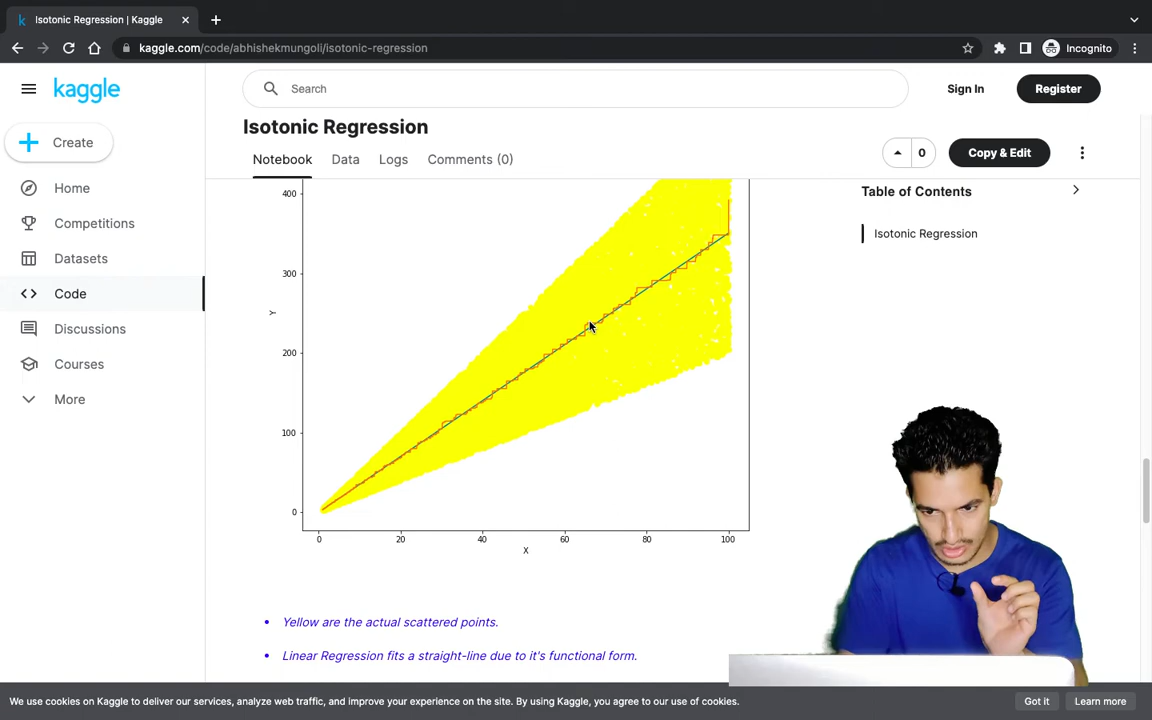 Isotonic Regression | Kaggle
kaggle.com/code/abhishekmungoli/isotonic-regression
Incognito
kaggle
Search
Sign In
Register
Create
Home
Competitions
Datasets
Code
Discussions
Courses
More
Isotonic Regression
Notebook
Data
Logs
Comments (0)
0
Copy & Edit
Table of Contents
Isotonic Regression
400
300
200
100
0
Y
0
20
40
60
80
100
X
Yellow are the actual scattered points.
Linear Regression fits a straight-line due to it's functional form.
We use cookies on Kaggle to deliver our services, analyze web traffic, and improve your experience on the site. By using Kaggle, you agree to our use of cookies.
Got it
Learn more